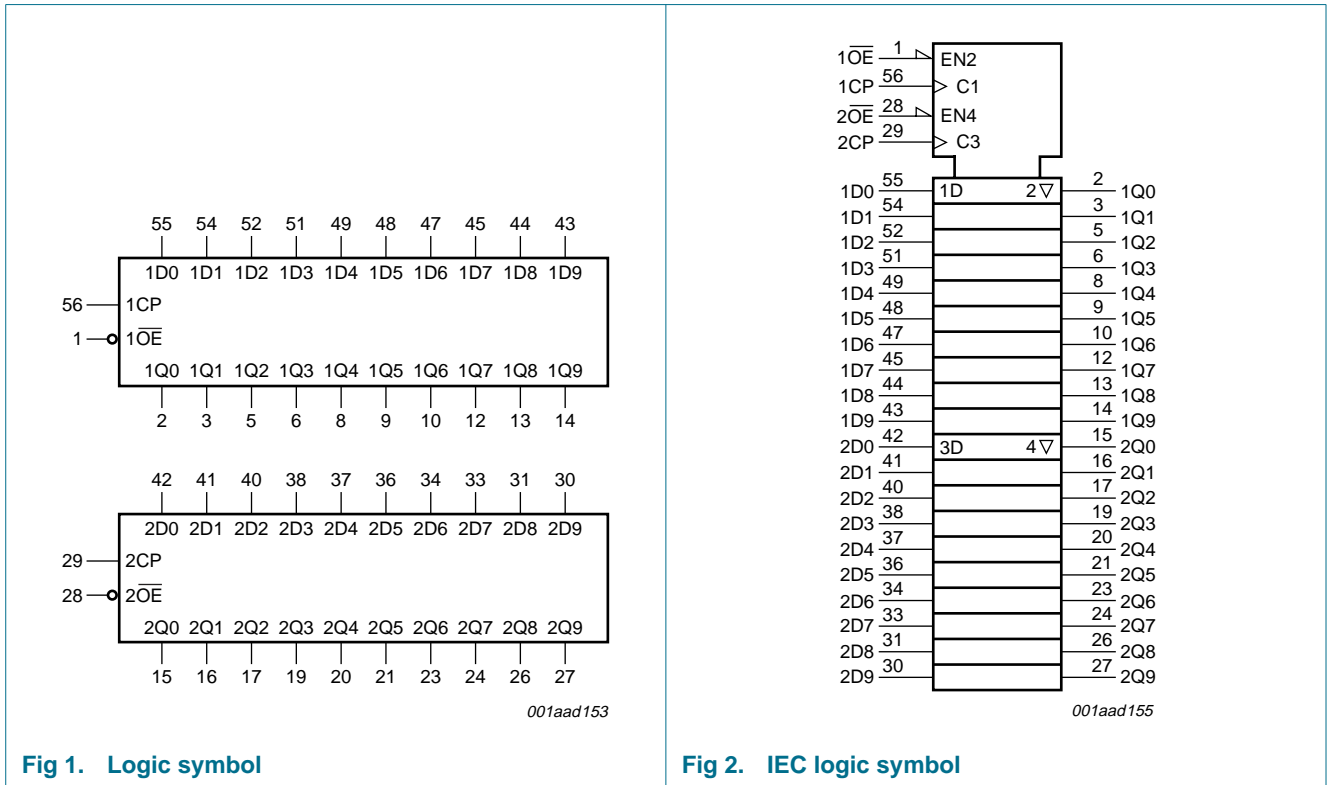 55 54 52 51 49 48 47 45 44 43
1D0 1D1 1D2 1D3 1D4 1D5 1D6 1D7 1D8 1D9
56 1CP
1 1O̅E̅
1Q0 1Q1 1Q2 1Q3 1Q4 1Q5 1Q6 1Q7 1Q8 1Q9
2 3 5 6 8 9 10 12 13 14
42 41 40 38 37 36 34 33 31 30
2D0 2D1 2D2 2D3 2D4 2D5 2D6 2D7 2D8 2D9
29 2CP
28 2O̅E̅
2Q0 2Q1 2Q2 2Q3 2Q4 2Q5 2Q6 2Q7 2Q8 2Q9
15 16 17 19 20 21 23 24 26 27
001aad153
Fig 1. Logic symbol
1O̅E̅ 1 EN2
1CP 56 C1
2O̅E̅ 28 EN4
2CP 29 C3
1D0 55 1D 2▽ 2 1Q0
1D1 54 3 1Q1
1D2 52 5 1Q2
1D3 51 6 1Q3
1D4 49 8 1Q4
1D5 48 9 1Q5
1D6 47 10 1Q6
1D7 45 12 1Q7
1D8 44 13 1Q8
1D9 43 14 1Q9
2D0 42 3D 4▽ 15 2Q0
2D1 41 16 2Q1
2D2 40 17 2Q2
2D3 38 19 2Q3
2D4 37 20 2Q4
2D5 36 21 2Q5
2D6 34 23 2Q6
2D7 33 24 2Q7
2D8 31 26 2Q8
2D9 30 27 2Q9
001aad155
Fig 2. IEC logic symbol